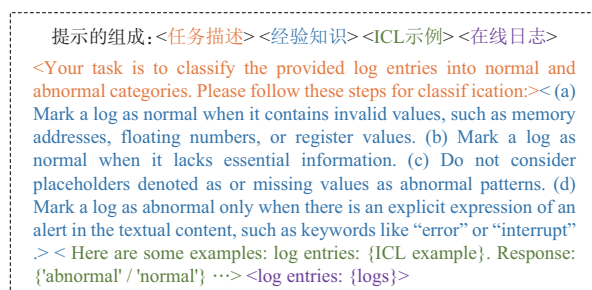 提示的组成:<任务描述> <经验知识> <ICL示例> <在线日志>
<Your task is to classify the provided log entries into normal and
abnormal categories. Please follow these steps for classif ication:>< (a)
Mark a log as normal when it contains invalid values, such as memory
addresses, floating numbers, or register values. (b) Mark a log as
normal when it lacks essential information. (c) Do not consider
placeholders denoted as or missing values as abnormal patterns. (d)
Mark a log as abnormal only when there is an explicit expression of an
alert in the textual content, such as keywords like “error” or “interrupt”
.> < Here are some examples: log entries: {ICL example}. Response:
{'abnormal' / 'normal'} ⋯> <log entries: {logs}>